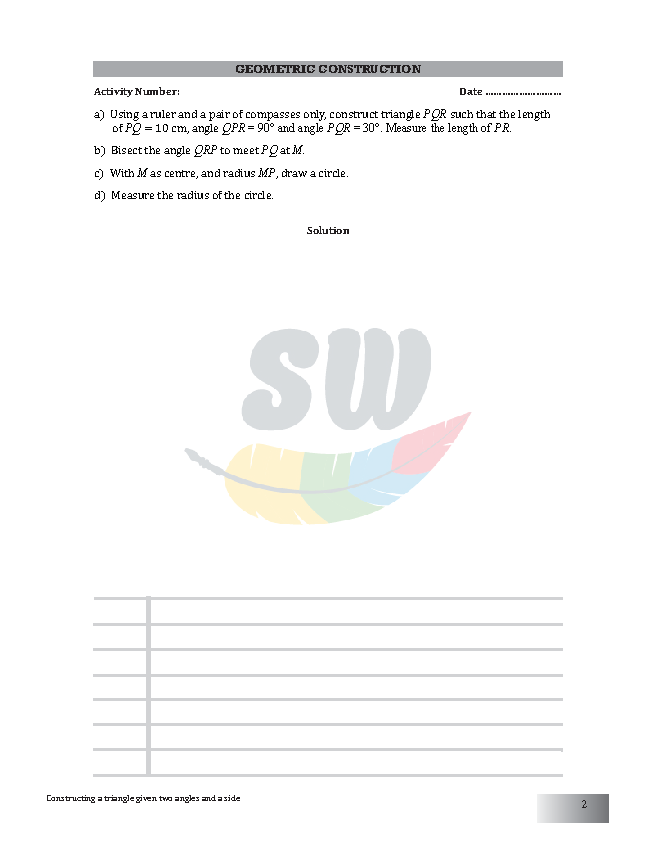 GEOMETRIC CONSTRUCTION
Activity Number: Date ...........................
a) Using a ruler and a pair of compasses only, construct triangle PQR such that the length
of PQ = 10 cm, angle QPR = 90° and angle PQR = 30°. Measure the length of PR.
b) Bisect the angle QRP to meet PQ at M.
c) With M as centre, and radius MP, draw a circle.
d) Measure the radius of the circle.
Solution
SW
Constructing a triangle given two angles and a side
2